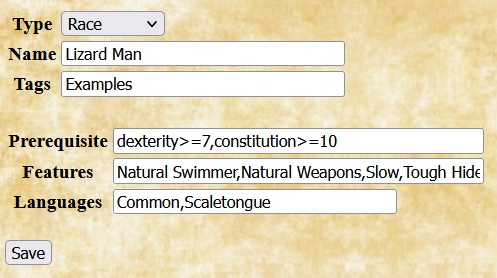 Type Race
Name Lizard Man
Tags Examples
Prerequisite dexterity>=7,constitution>=10
Features Natural Swimmer,Natural Weapons,Slow,Tough Hide
Languages Common,Scaletongue
Save